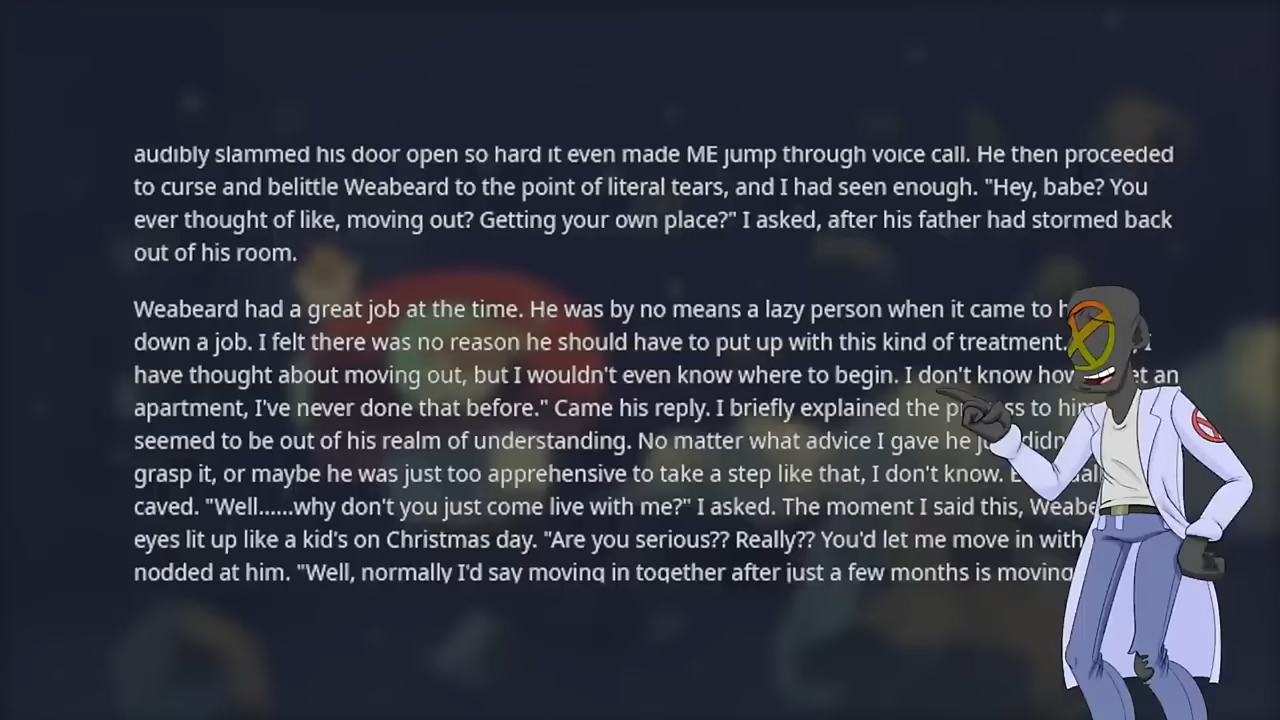 audibly slammed his door open so hard it even made ME jump through voice call. He then proceeded
to curse and belittle Weabeard to the point of literal tears, and I had seen enough. "Hey, babe? You
ever thought of like, moving out? Getting your own place?" I asked, after his father had stormed back
out of his room.
Weabeard had a great job at the time. He was by no means a lazy person when it came to
down a job. I felt there was no reason he should have to put up with this kind of treatment. I
have thought about moving out, but I wouldn't even know where to begin. I don't know an
apartment, I've never done that before." Came his reply. I briefly explained the to
seemed to be out of his realm of understanding. No matter what advice I gave he
grasp it, or maybe he was just too apprehensive to take a step like that, I don't know.
caved. "Well......why don't you just come live with me?" I asked. The moment I said this,
eyes lit up like a kid's on Christmas day. "Are you serious?? Really?? You'd let me move in with
nodded at him. "Well, normally I'd say moving in together after just a few months is moving